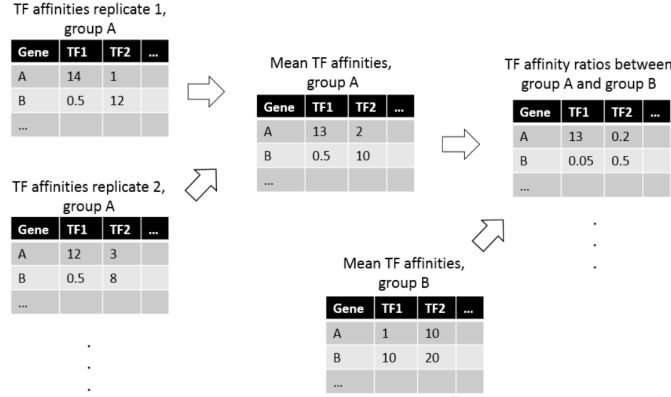 TF affinities replicate 1,
group A
Gene TF1 TF2 ...
A 14 1
B 0.5 12
...
Mean TF affinities,
group A
Gene TF1 TF2 ...
A 13 2
B 0.5 10
...
TF affinity ratios between
group A and group B
Gene TF1 TF2 ...
A 13 0.2
B 0.05 0.5
...
TF affinities replicate 2,
group A
Gene TF1 TF2 ...
A 12 3
B 0.5 8
...
Mean TF affinities,
group B
Gene TF1 TF2 ...
A 1 10
B 10 20
...